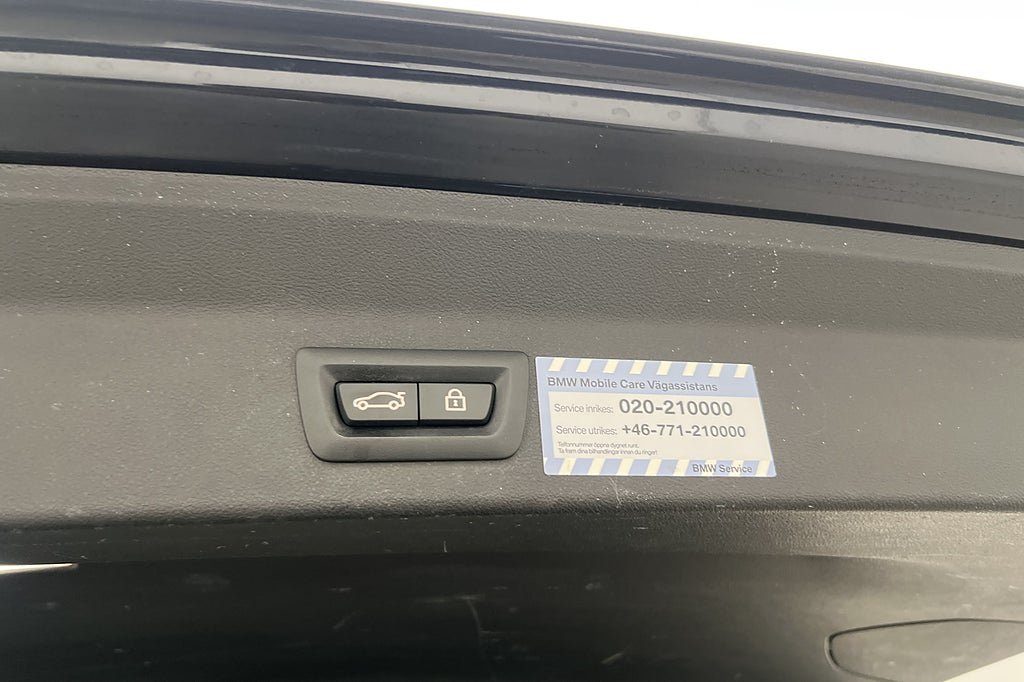 BMW Mobile Care Vägassistans
Service inrikes: 020-210000
Service utrikes: +46-771-210000
Telfonnummer öppna dygnet runt.
Ta fram dina bilhandlingar innan du ringer!
BMW Service